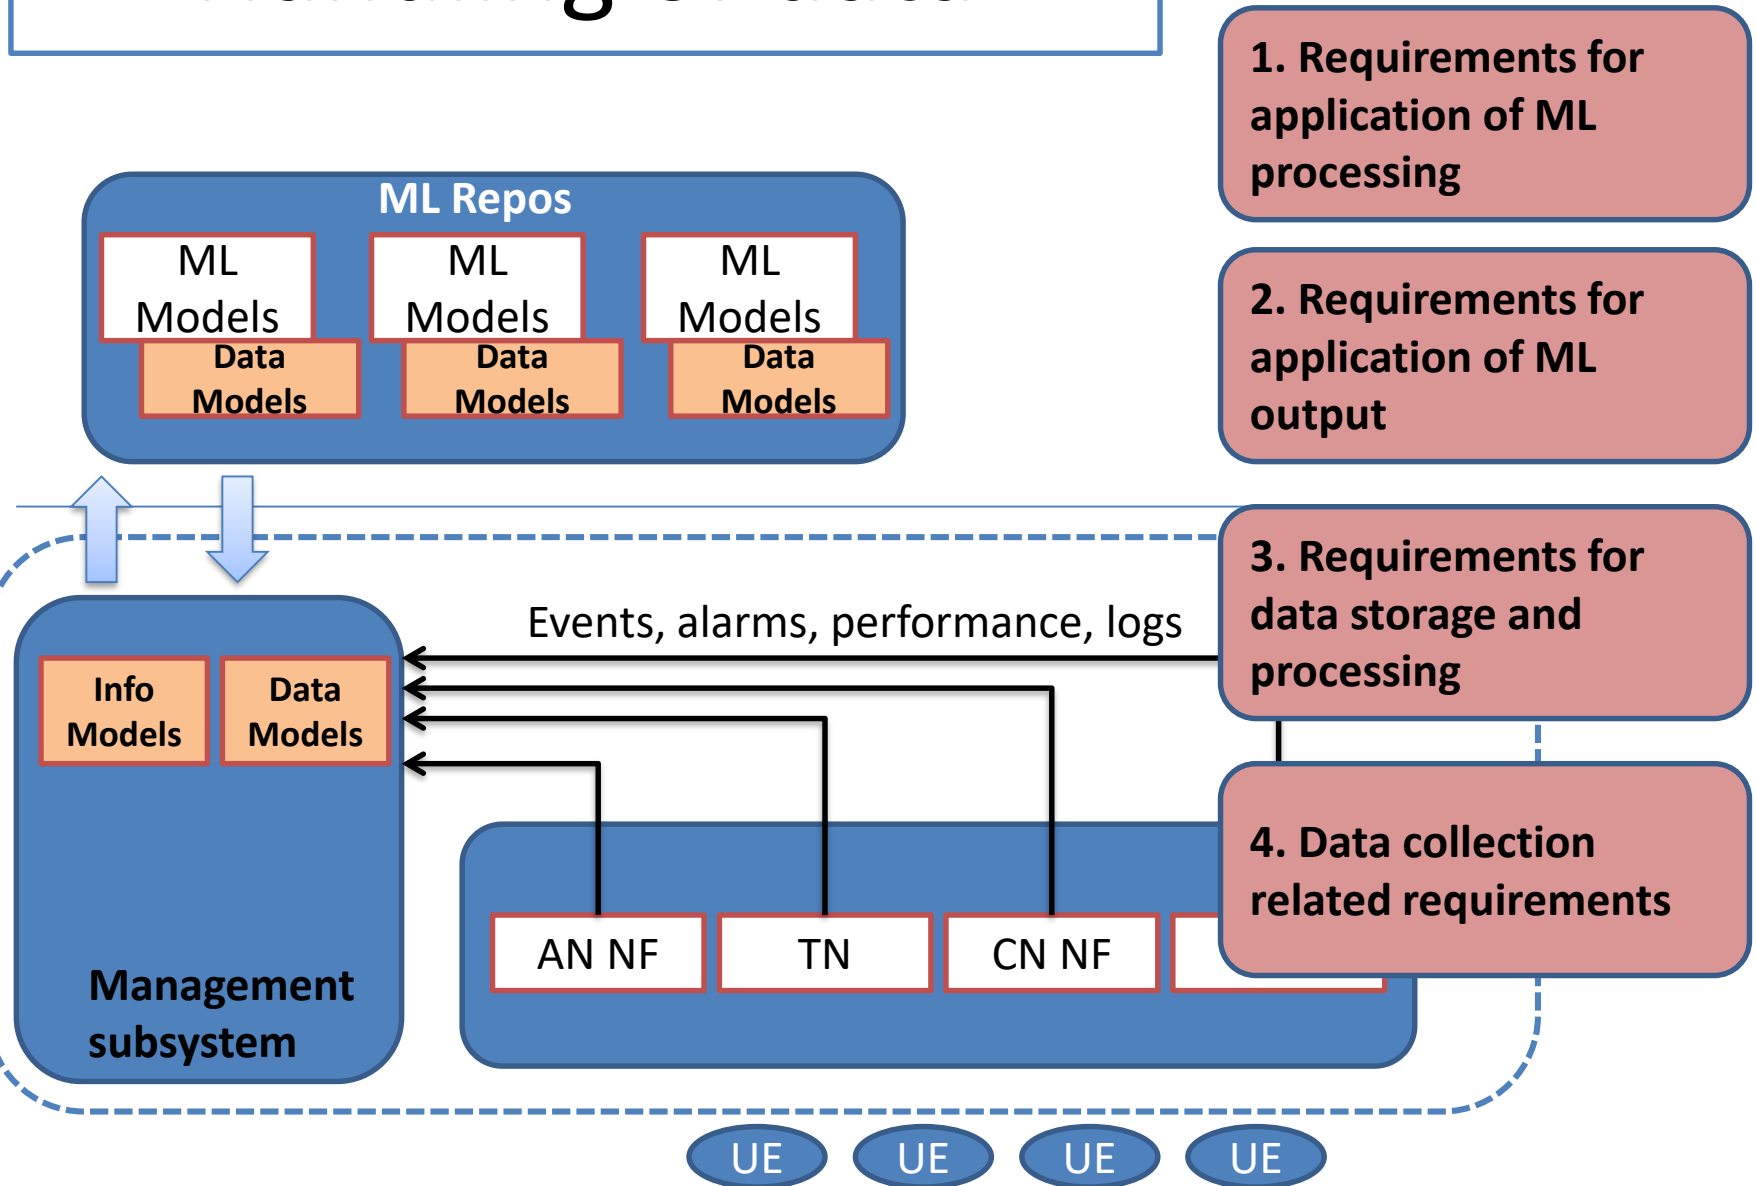 1. Requirements for
application of ML
processing
ML Repos
ML
Models
ML
Models
ML
Models
Data
Models
Data
Models
Data
Models
2. Requirements for
application of ML
output
3. Requirements for
data storage and
processing
Events, alarms, performance, logs
Info
Models
Data
Models
4. Data collection
related requirements
AN NF
TN
CN NF
Management
subsystem
UE
UE
UE
UE